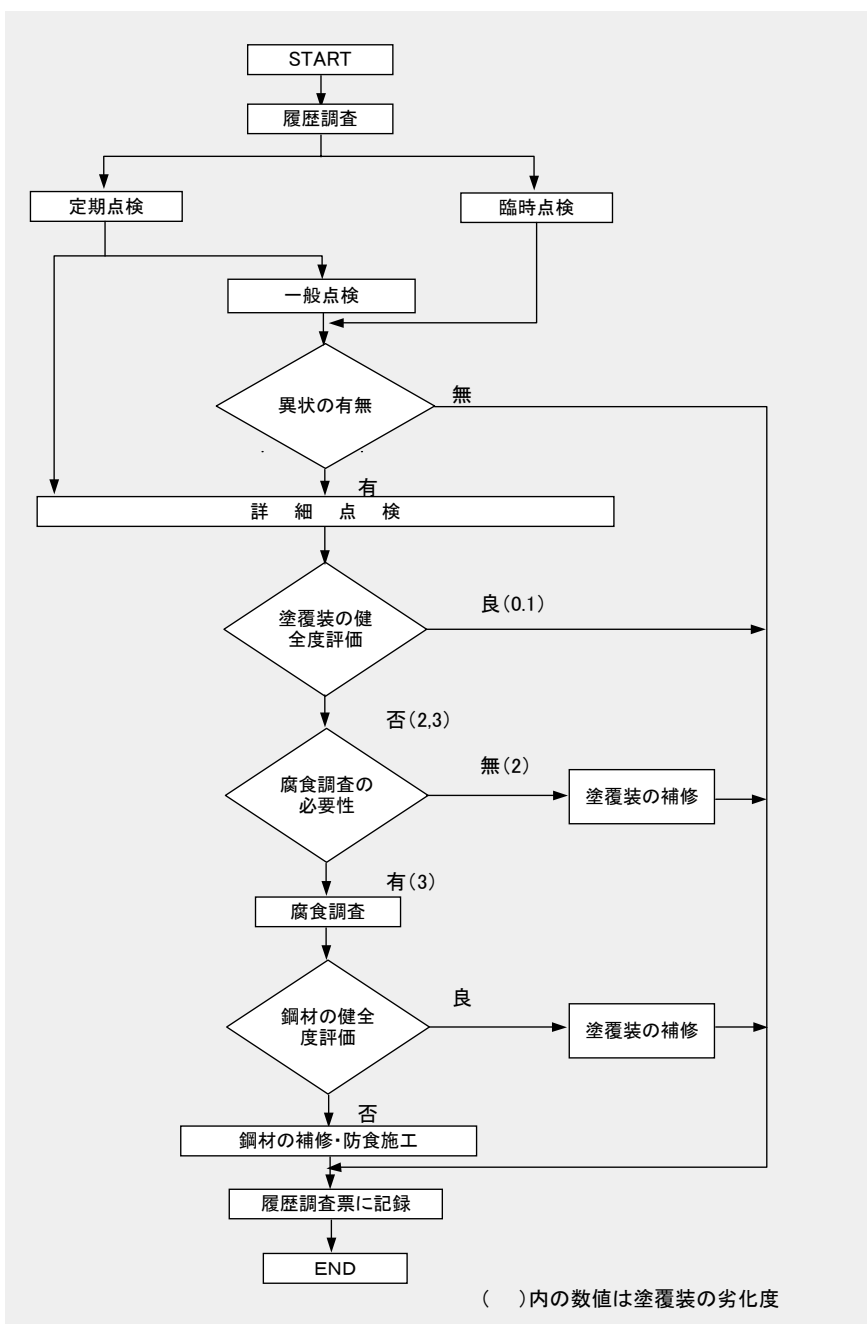 START
履歴調査
定期点検
臨時点検
一般点検
異状の有無
無
有
詳 細 点 検
塗覆装の健
全度評価
良(0.1)
否(2,3)
腐食調査の
必要性
無(2)
塗覆装の補修
有(3)
腐食調査
鋼材の健全
度評価
良
塗覆装の補修
否
鋼材の補修・防食施工
履歴調査票に記録
END
( )内の数値は塗覆装の劣化度